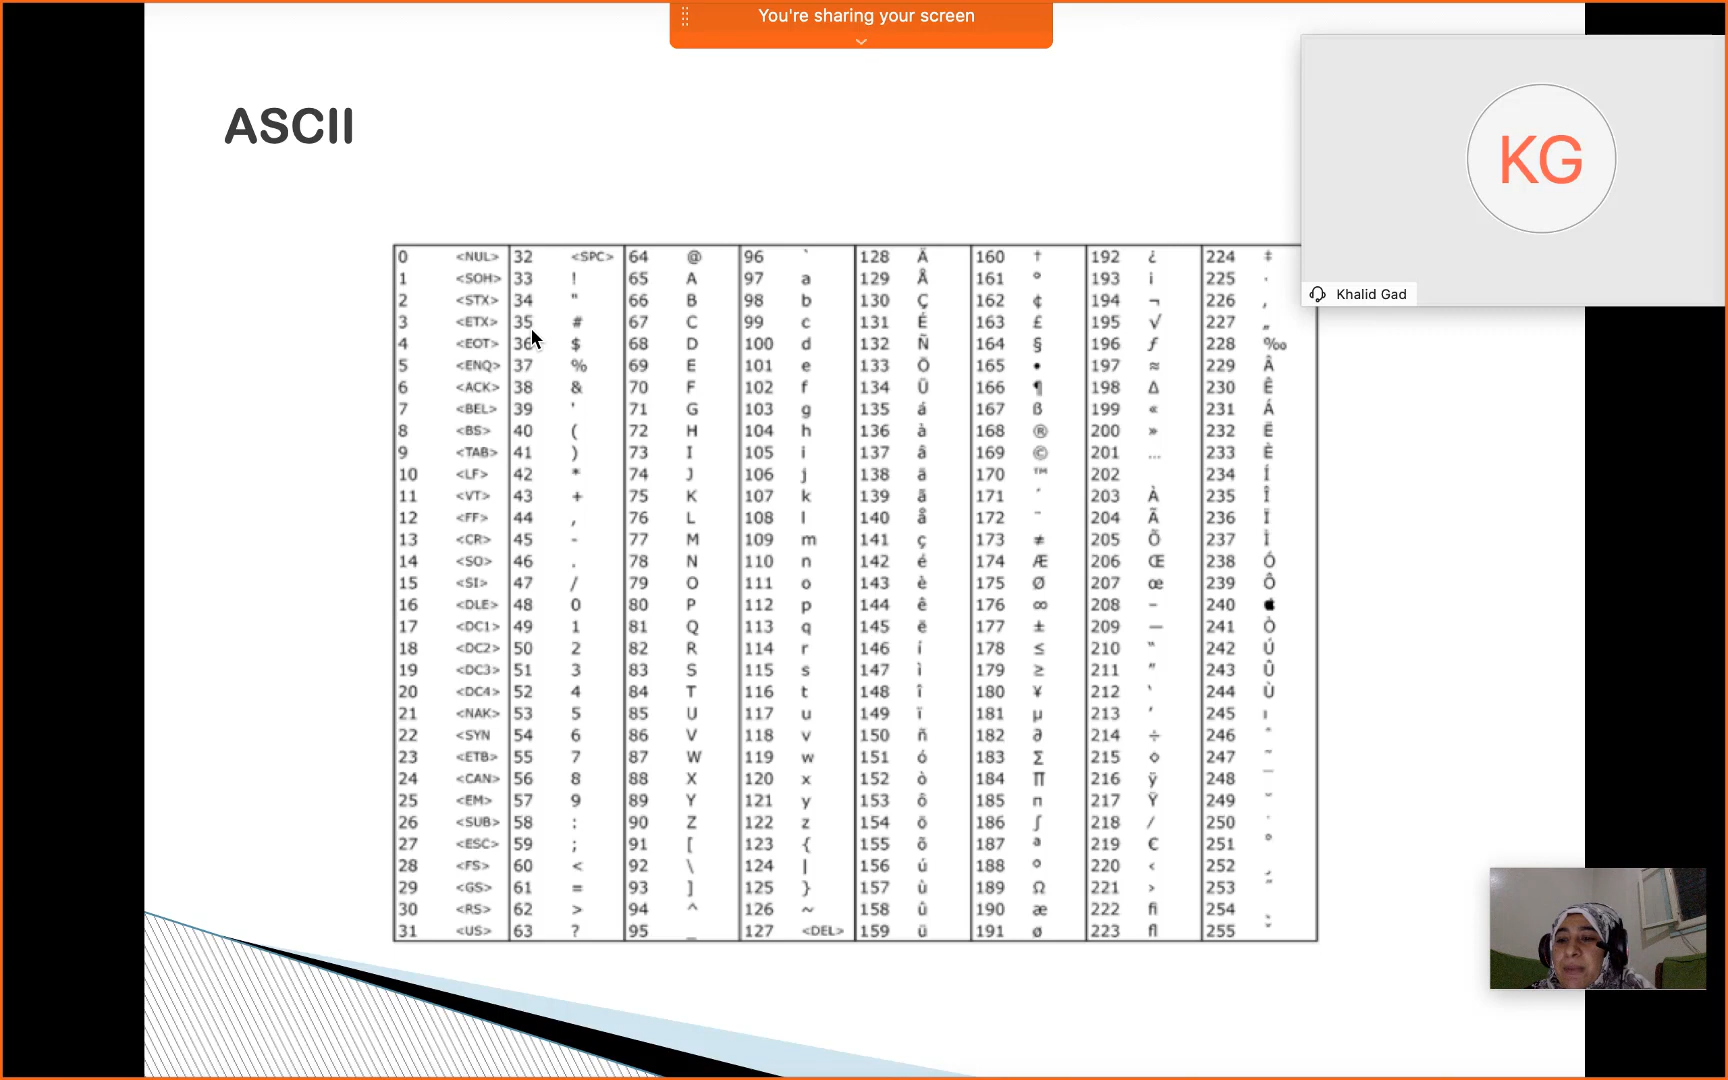 You're sharing your screen
ASCII
KG
Khalid Gad
0 <NUL> 32 <SPC> 64 @ 96 ` 128 Ä 160 † 192 ¿ 224 ‡
1 <SOH> 33 ! 65 A 97 a 129 Å 161 ° 193 ¡ 225 ·
2 <STX> 34 " 66 B 98 b 130 Ç 162 ¢ 194 ¬ 226 ‚
3 <ETX> 35 # 67 C 99 c 131 É 163 £ 195 √ 227 „
4 <EOT> 36 $ 68 D 100 d 132 Ñ 164 § 196 ƒ 228 ‰
5 <ENQ> 37 % 69 E 101 e 133 Ö 165 • 197 ≈ 229 Â
6 <ACK> 38 & 70 F 102 f 134 Ü 166 ¶ 198 ∆ 230 Ê
7 <BEL> 39 ' 71 G 103 g 135 á 167 ß 199 « 231 Á
8 <BS> 40 ( 72 H 104 h 136 à 168 ® 200 » 232 Ë
9 <TAB> 41 ) 73 I 105 i 137 â 169 © 201 … 233 È
10 <LF> 42 * 74 J 106 j 138 ä 170 ™ 202 234 Í
11 <VT> 43 + 75 K 107 k 139 ã 171 ´ 203 À 235 Î
12 <FF> 44 , 76 L 108 l 140 å 172 ¨ 204 Ã 236 Ï
13 <CR> 45 - 77 M 109 m 141 ç 173 ≠ 205 Õ 237 Ì
14 <SO> 46 . 78 N 110 n 142 é 174 Æ 206 Œ 238 Ó
15 <SI> 47 / 79 O 111 o 143 è 175 Ø 207 œ 239 Ô
16 <DLE> 48 0 80 P 112 p 144 ê 176 ∞ 208 – 240 
17 <DC1> 49 1 81 Q 113 q 145 ë 177 ± 209 — 241 Ò
18 <DC2> 50 2 82 R 114 r 146 í 178 ≤ 210 “ 242 Ú
19 <DC3> 51 3 83 S 115 s 147 ì 179 ≥ 211 ” 243 Û
20 <DC4> 52 4 84 T 116 t 148 î 180 ¥ 212 ‘ 244 Ù
21 <NAK> 53 5 85 U 117 u 149 ï 181 µ 213 ’ 245 ı
22 <SYN 54 6 86 V 118 v 150 ñ 182 ∂ 214 ÷ 246 ˆ
23 <ETB> 55 7 87 W 119 w 151 ó 183 ∑ 215 ◊ 247 ˜
24 <CAN> 56 8 88 X 120 x 152 ò 184 ∏ 216 ÿ 248 ¯
25 <EM> 57 9 89 Y 121 y 153 ô 185 π 217 Ÿ 249 ˘
26 <SUB> 58 : 90 Z 122 z 154 ö 186 ∫ 218 / 250 ˙
27 <ESC> 59 ; 91 [ 123 { 155 õ 187 ª 219 € 251 °
28 <FS> 60 < 92 \ 124 | 156 ú 188 º 220 ‹ 252 ¸
29 <GS> 61 = 93 ] 125 } 157 ù 189 Ω 221 › 253 ˝
30 <RS> 62 > 94 ^ 126 ~ 158 û 190 æ 222 ﬁ 254 ˛
31 <US> 63 ? 95 _ 127 <DEL> 159 ü 191 ø 223 ﬂ 255 ˇ